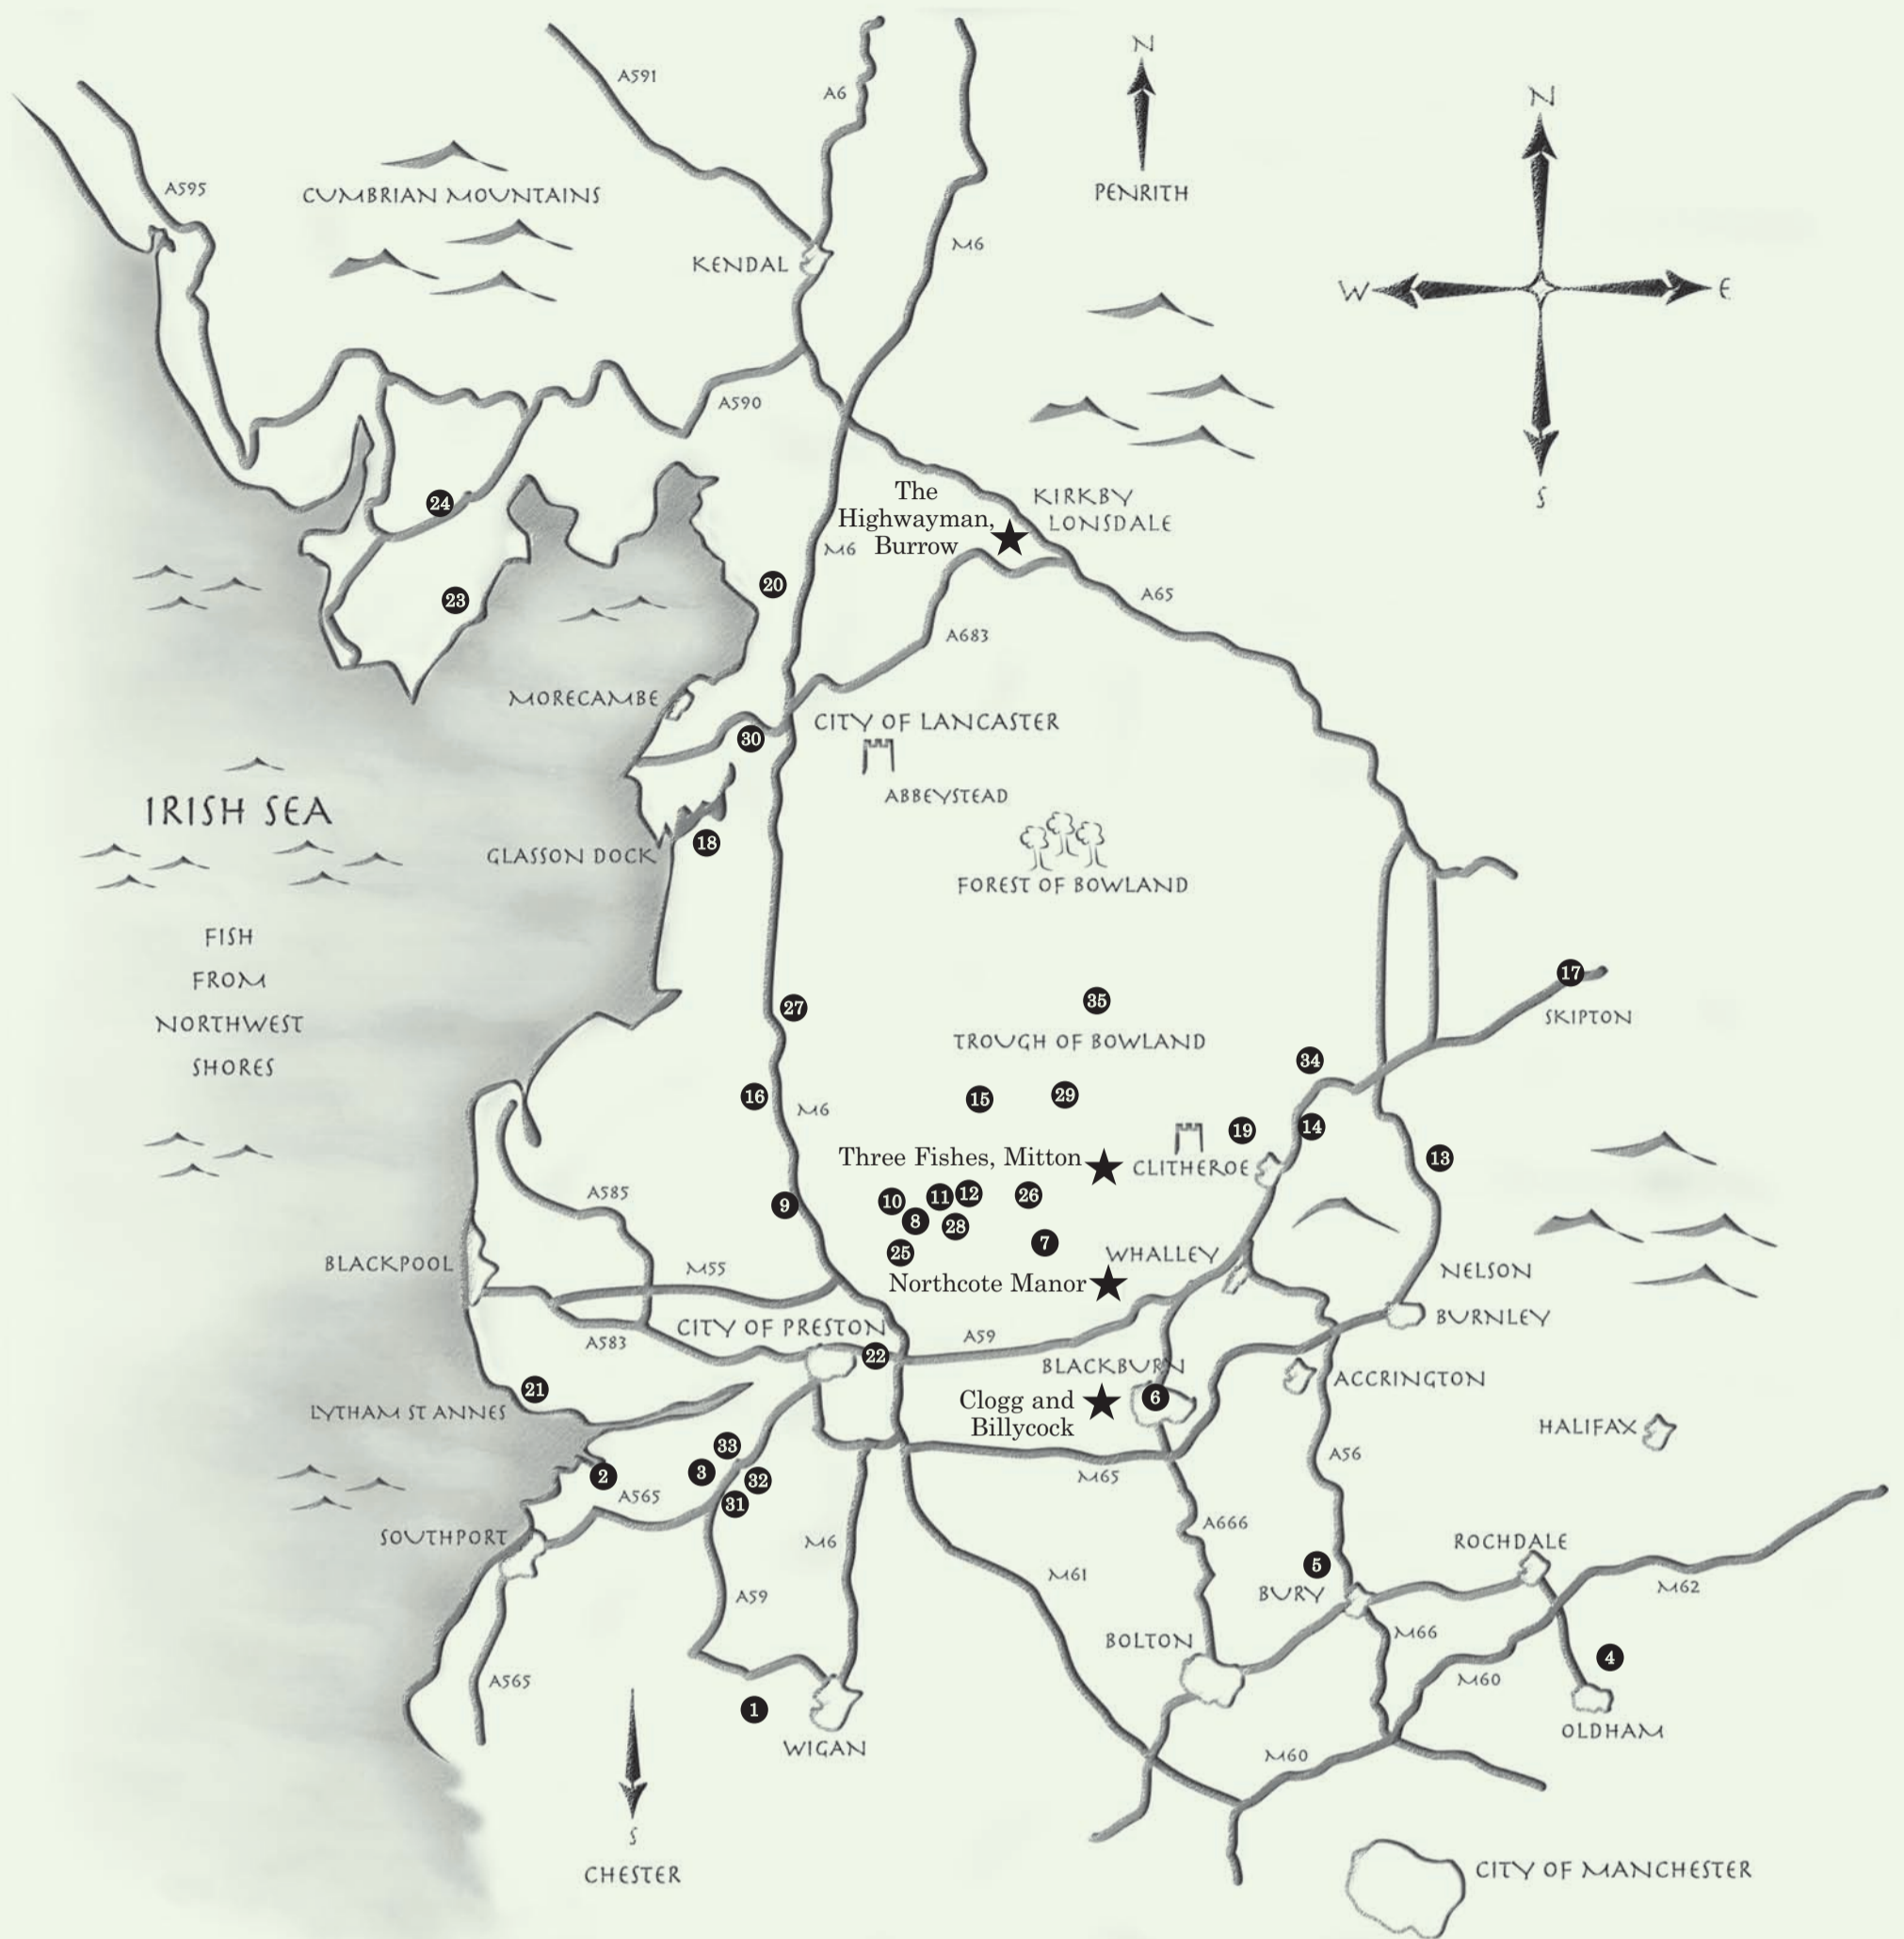 N
A591
A6
PENRITH
N
A595
CUMBRIAN MOUNTAINS
KENDAL
M6
W
E
S
A590
24
The
Highwayman,
Burrow
KIRKBY
LONSDALE
M6
20
23
A65
A683
MORECAMBE
CITY OF LANCASTER
30
ABBEYSTEAD
IRISH SEA
18
GLASSON DOCK
FOREST OF BOWLAND
FISH
FROM
NORTHWEST
SHORES
17
SKIPTON
27
35
TROUGH OF BOWLAND
34
16
M6
15
29
19
14
13
Three Fishes, Mitton
CLITHEROE
A585
9
10
11
12
26
8
28
25
7
WHALLEY
BLACKPOOL
M55
Northcote Manor
NELSON
BURNLEY
CITY OF PRESTON
A583
22
A59
BLACKBURN
ACCRINGTON
21
LYTHAM ST ANNES
Clogg and
Billycock
6
HALIFAX
33
3
2
32
31
A565
M65
A56
SOUTHPORT
M6
A666
ROCHDALE
5
BURY
M61
A59
M62
M66
BOLTON
4
M60
A565
1
WIGAN
OLDHAM
M60
S
CHESTER
CITY OF MANCHESTER